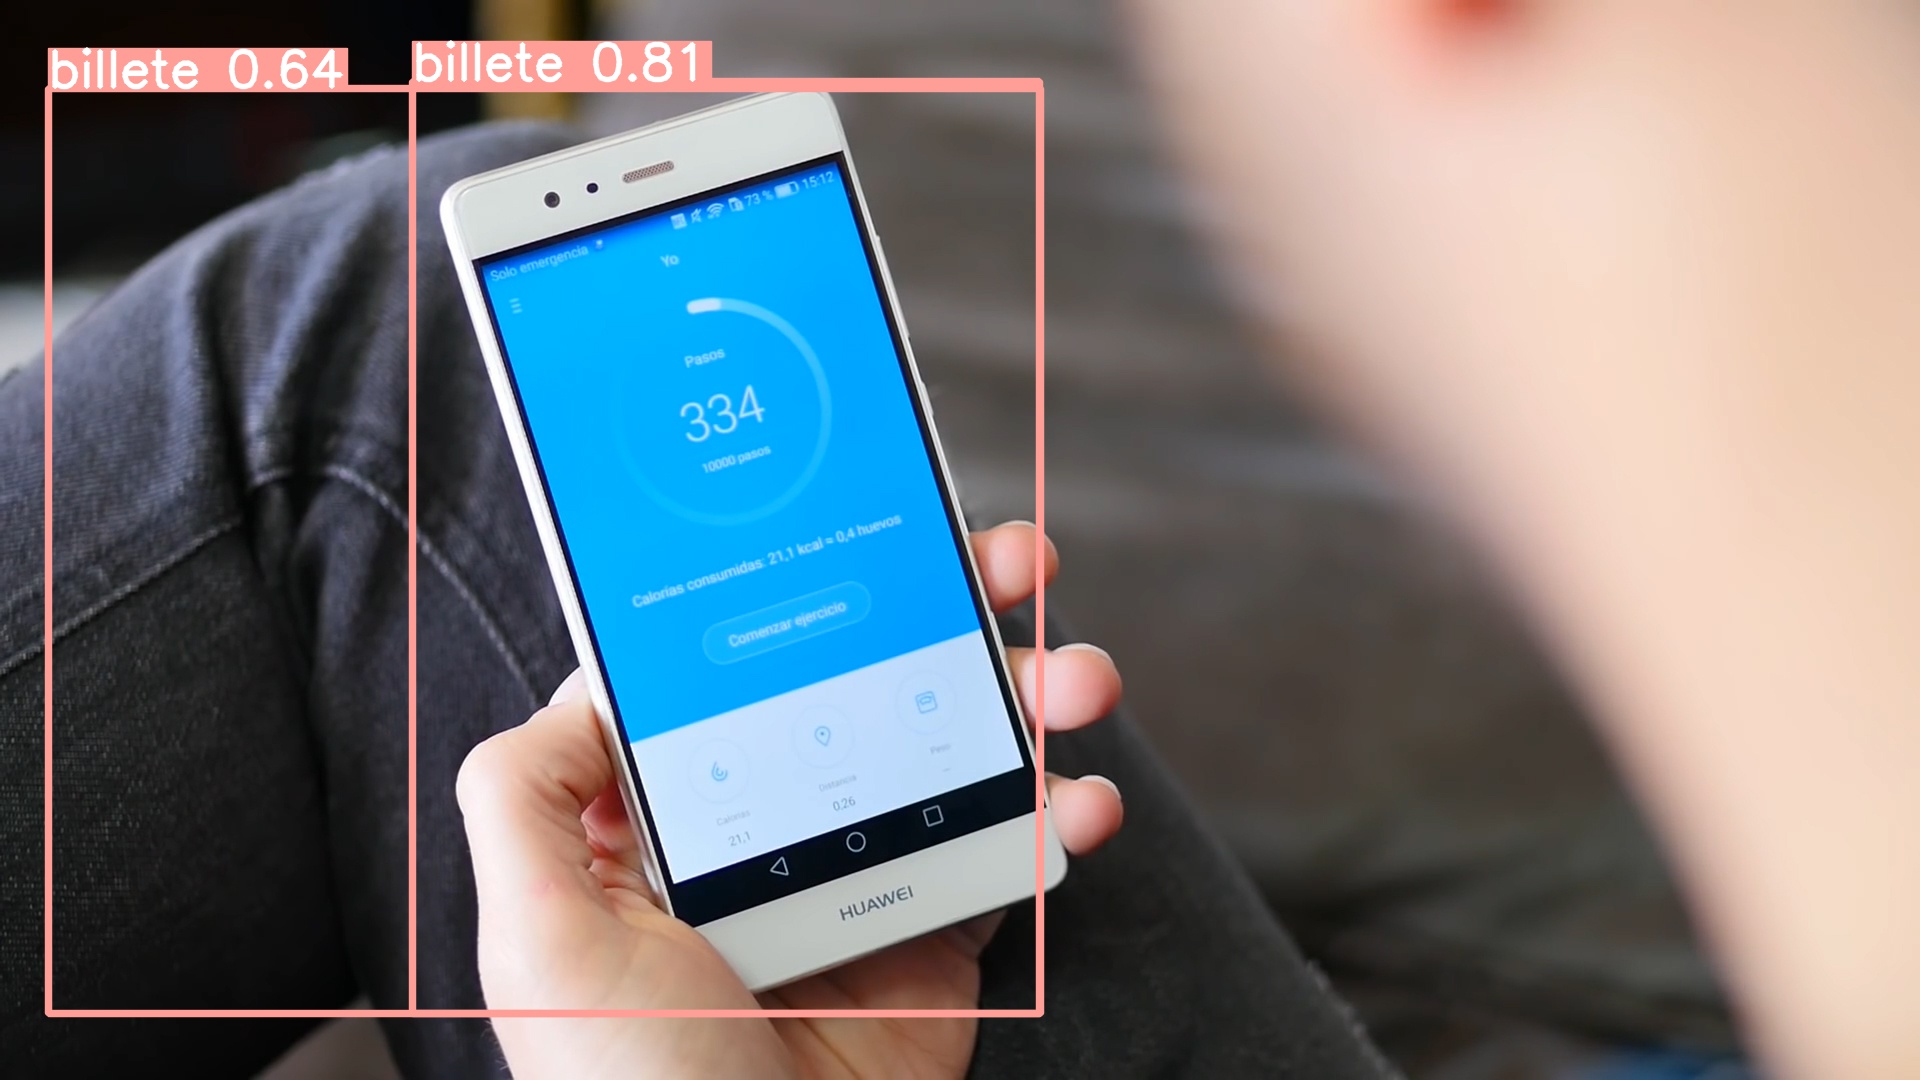 billete 0.64
billete 0.81
73 % 15:12
Solo emergencia
Yo
Pasos
334
10000 pasos
Calorías consumidas: 21,1 kcal = 0,4 huevos
Comenzar ejercicio
Calorías
Distancia
Peso
21,1
0,26
--
HUAWEI